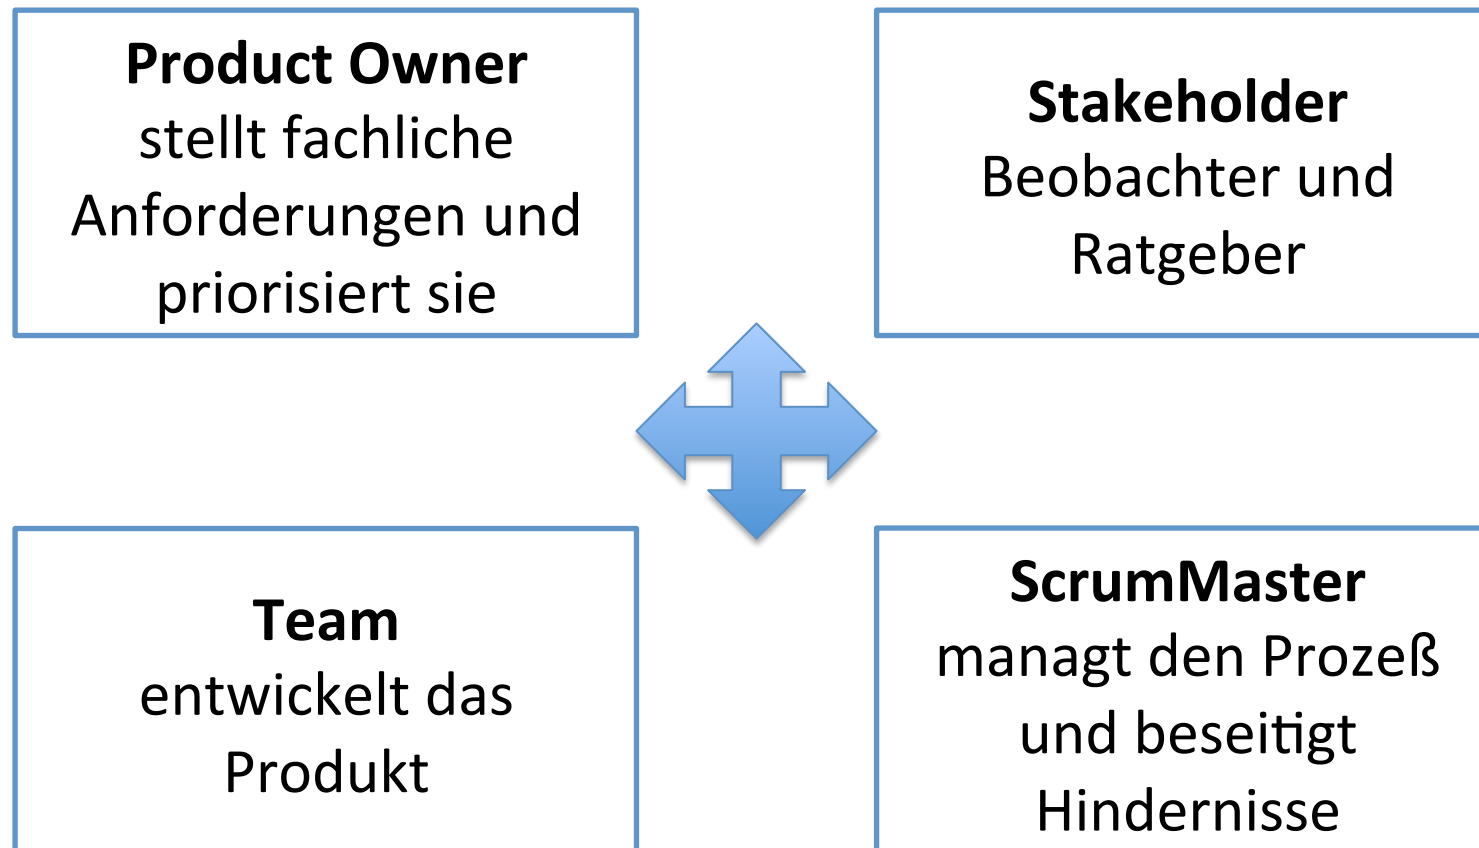 Product Owner
stellt fachliche
Anforderungen und
priorisiert sie
Stakeholder
Beobachter und
Ratgeber
Team
entwickelt das
Produkt
ScrumMaster
managt den Prozeß
und beseitigt
Hindernisse